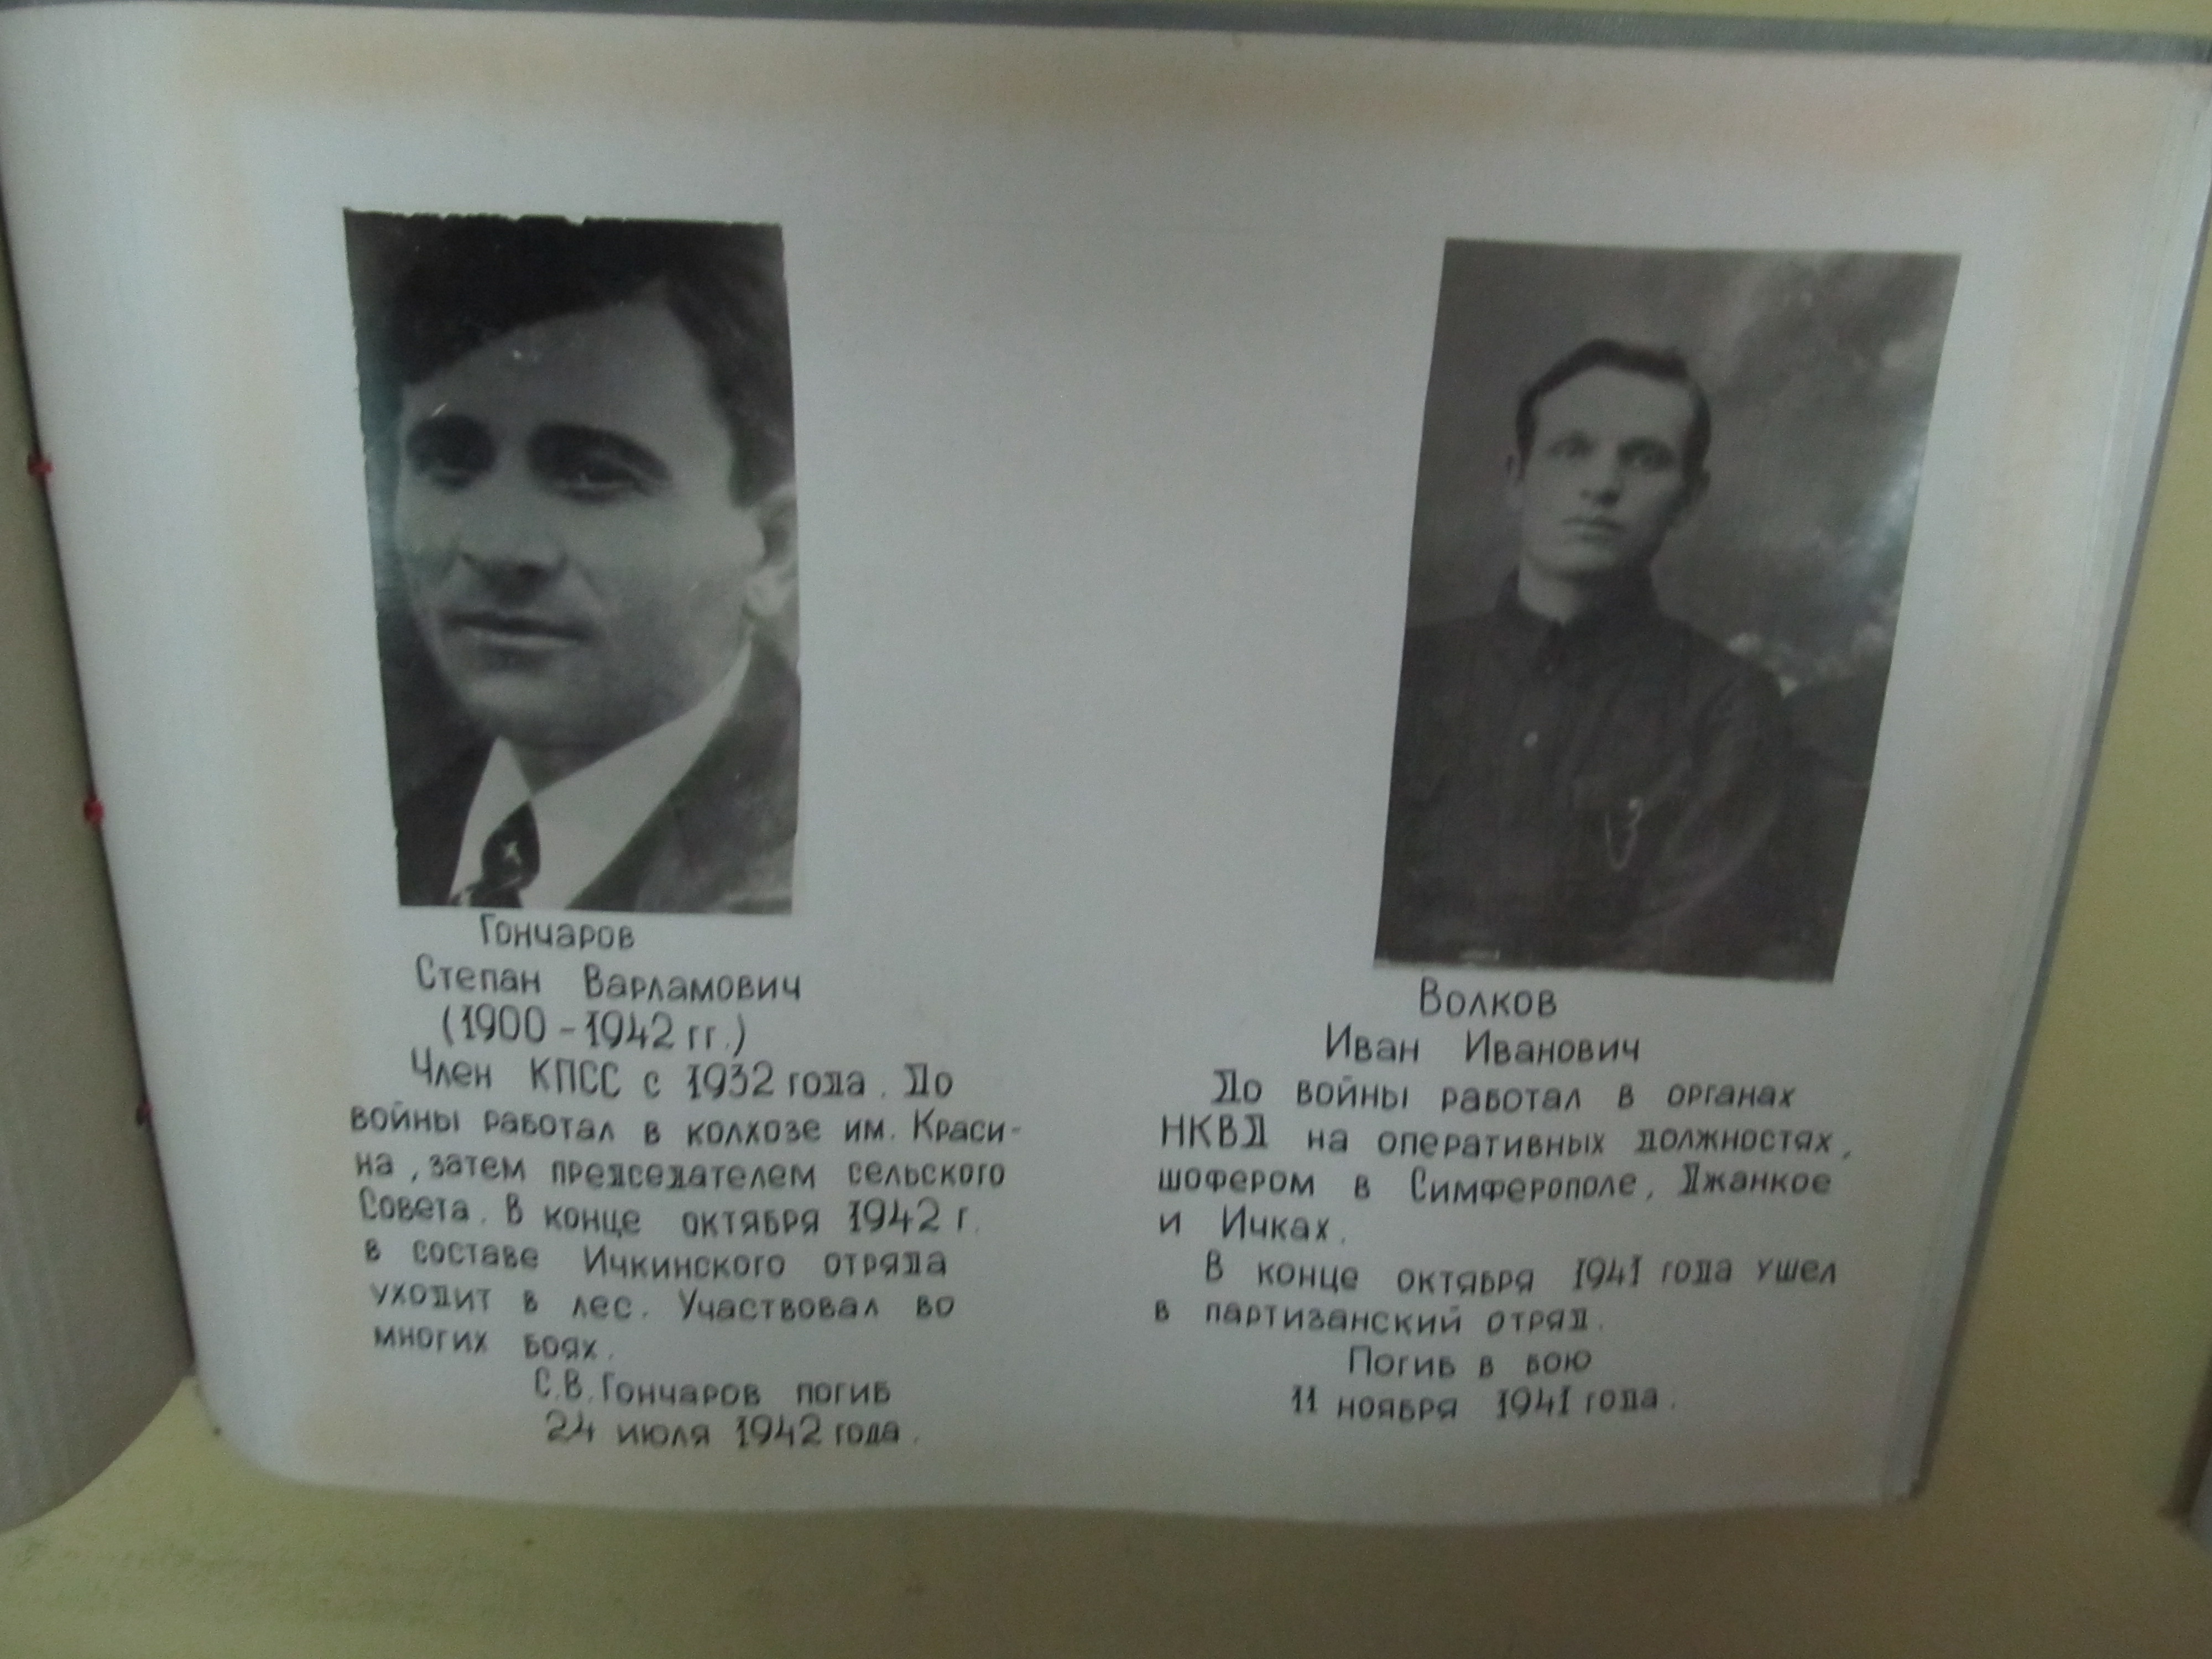 Гончаров
Степан Варламович
(1900-1942 гг.)
Член КПСС с 1932 года. До
войны работал в колхозе им. Краси-
на, затем председателем сельского
Совета. В конце октября 1942 г.
в составе Ичкинского отряда
уходит в лес. Участвовал во
многих боях.
С.В.Гончаров погиб
24 июля 1942 года.
Волков
Иван Иванович
До войны работал в органах
НКВД на оперативных должностях,
шофером в Симферополе, Джанкое
и Ичках.
В конце октября 1941 года ушел
в партизанский отряд.
Погиб в бою
11 ноября 1941 года.